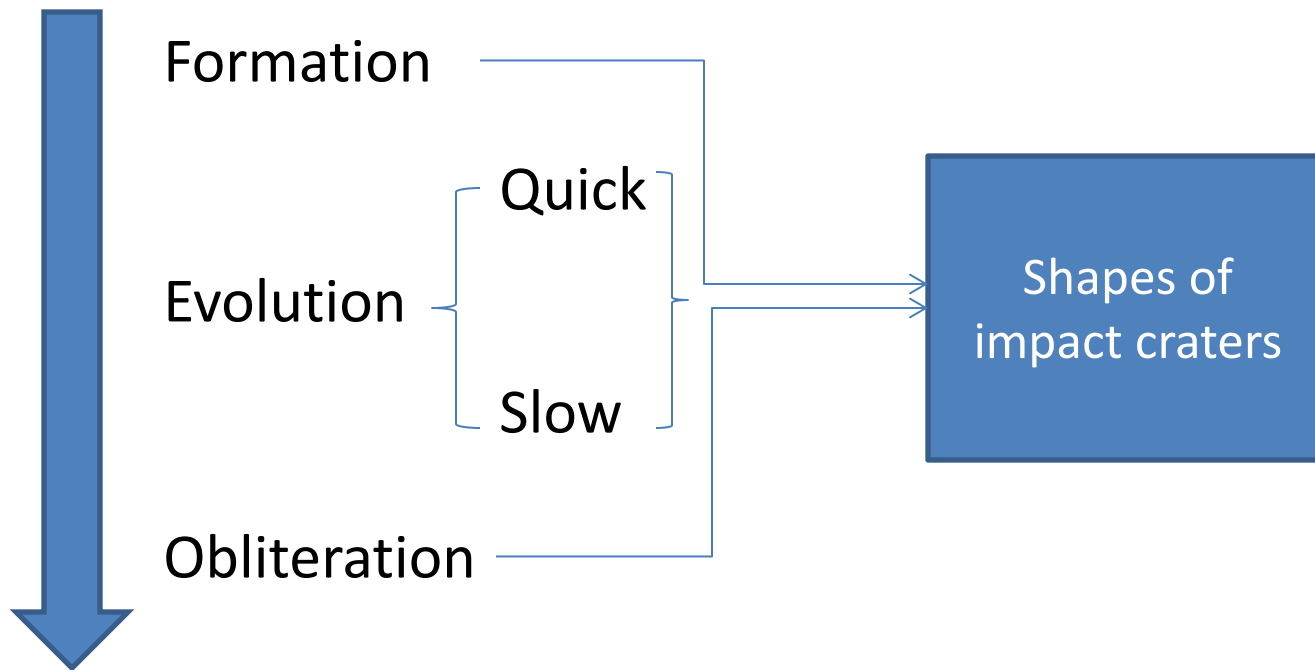 Formation
Quick
Evolution
Slow
Obliteration
Shapes of
impact craters